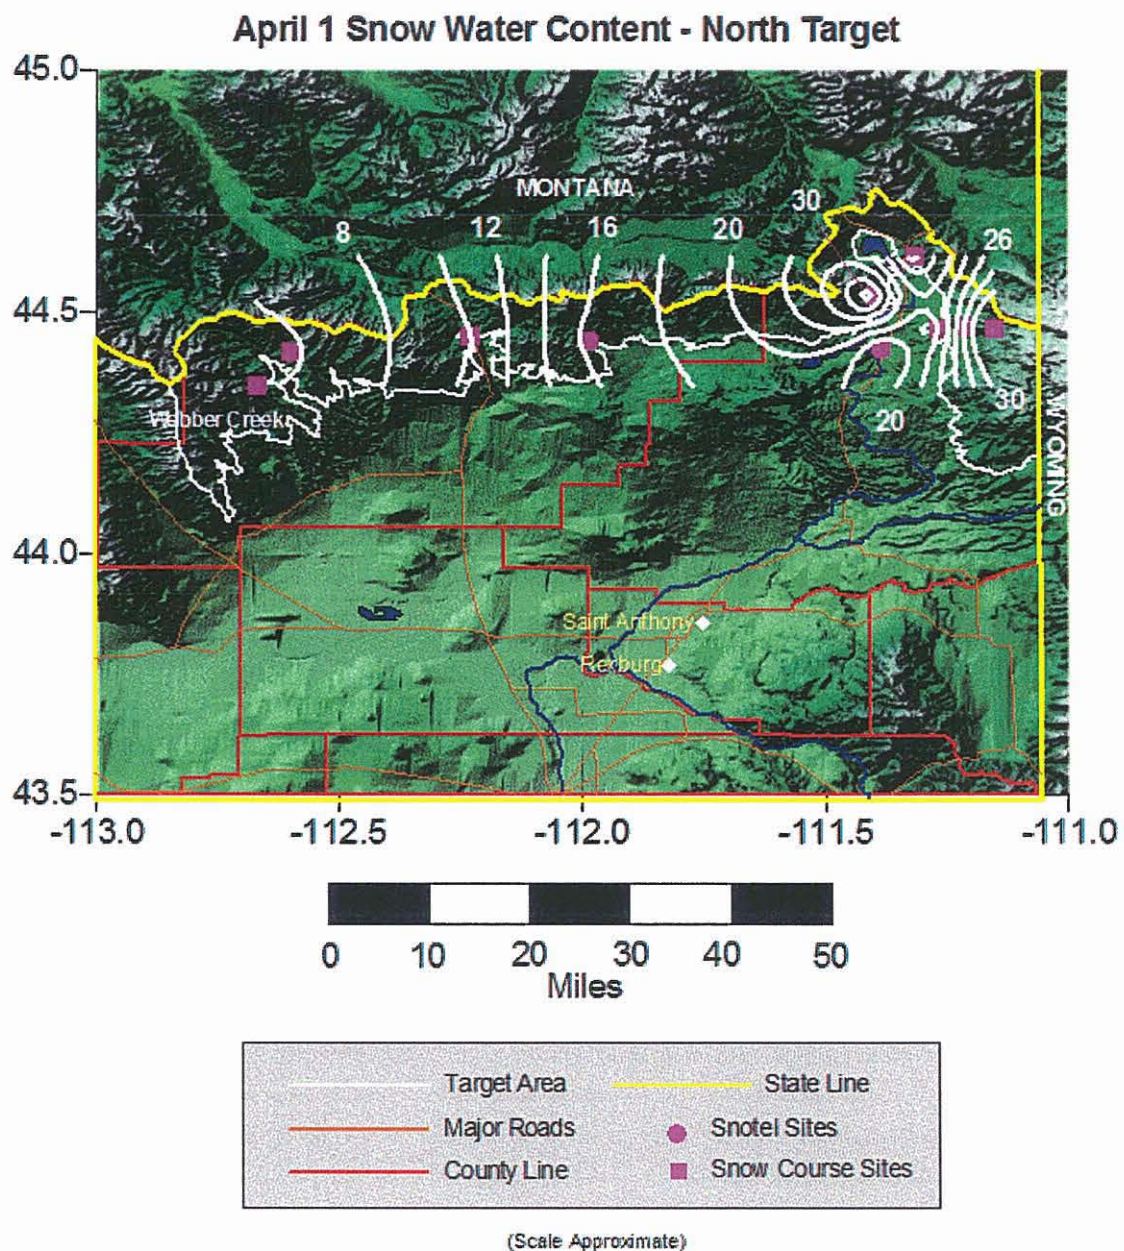 April 1 Snow Water Content - North Target
45.0
MONTANA
30
8
12
16
20
26
44.5
Webber Creek
20
30
WYOMING
44.0
Saint Anthony
Rexburg
43.5
-113.0
-112.5
-112.0
-111.5
-111.0
0
10
20
30
40
50
Miles
Target Area
State Line
Major Roads
Snotel Sites
County Line
Snow Course Sites
(Scale Approximate)